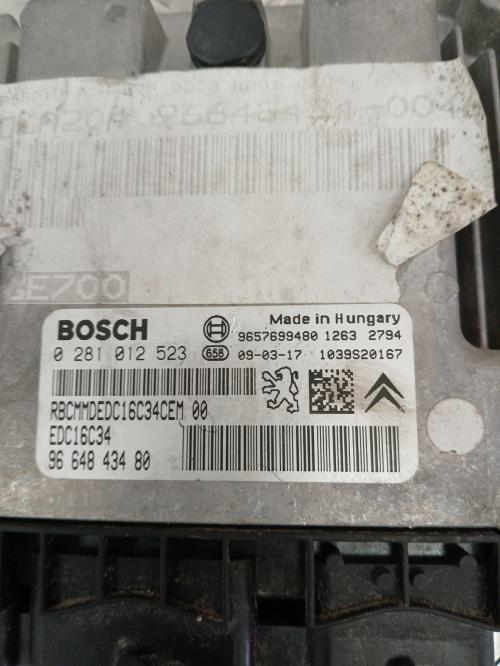 BOSCH
Made in Hungary
9657699480 1263 2794
0 281 012 523
658 09-03-17 1039S20167
RBCMMDEDC16C34CEM 00
EDC16C34
96 648 434 80